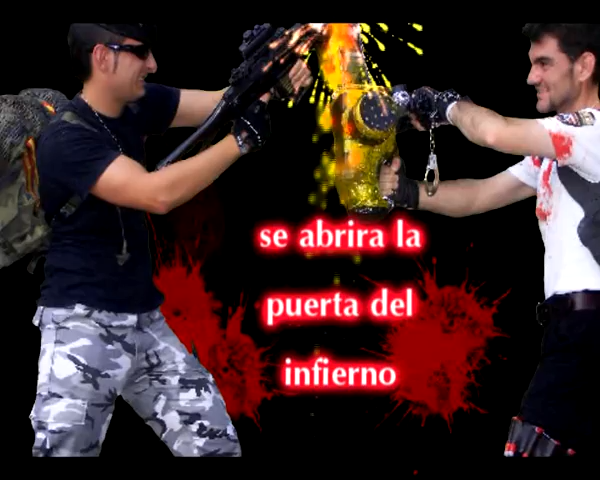 se abrira la
puerta del
infierno